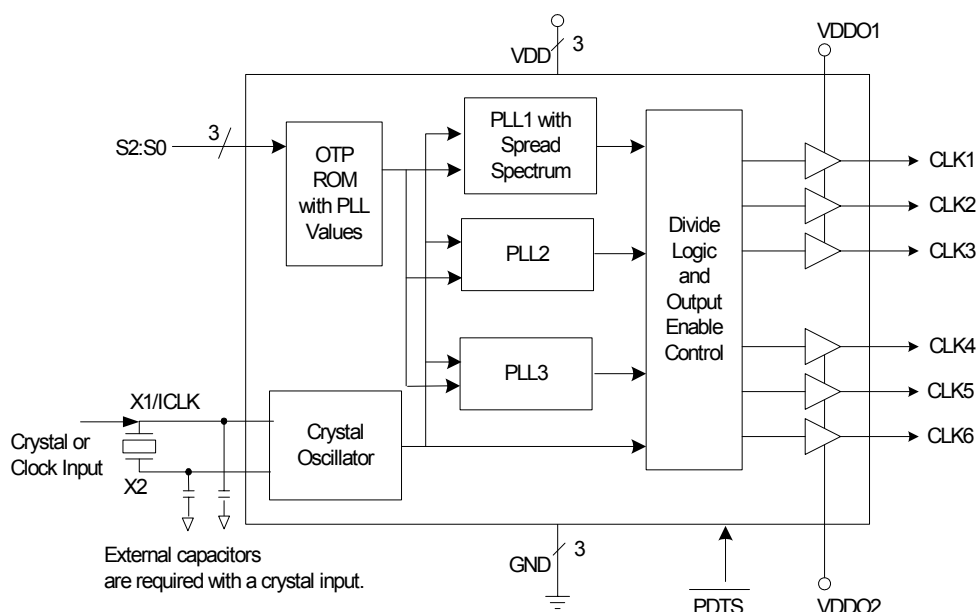 VDD
3
VDDO1
S2:S0
3
OTP
ROM
with PLL
Values
PLL1 with
Spread
Spectrum
PLL2
PLL3
Divide
Logic
and
Output
Enable
Control
CLK1
CLK2
CLK3
CLK4
CLK5
CLK6
X1/ICLK
Crystal or
Clock Input
X2
Crystal
Oscillator
External capacitors
are required with a crystal input.
GND
3
PDTS
VDDO2